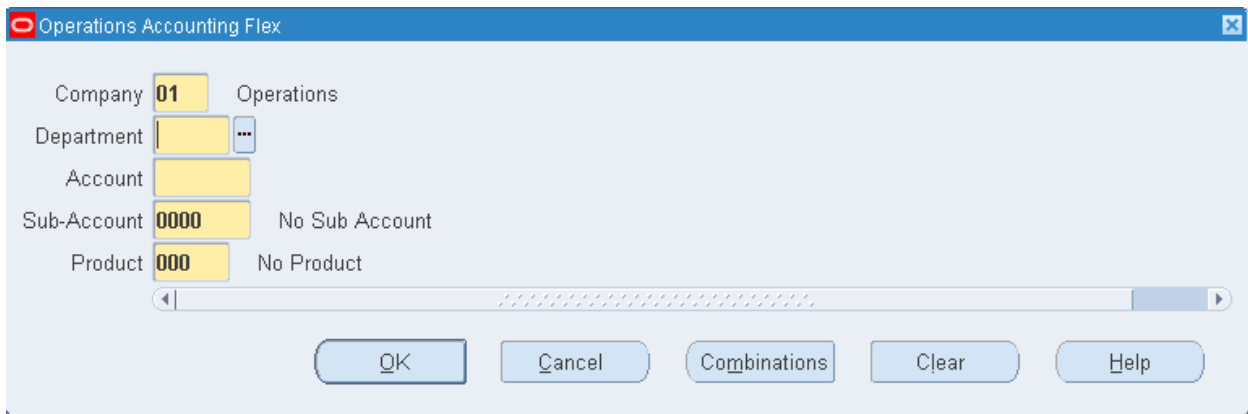 Operations Accounting Flex
Company 01 Operations
Department ...
Account
Sub-Account 0000 No Sub Account
Product 000 No Product
OK Cancel Combinations Clear Help